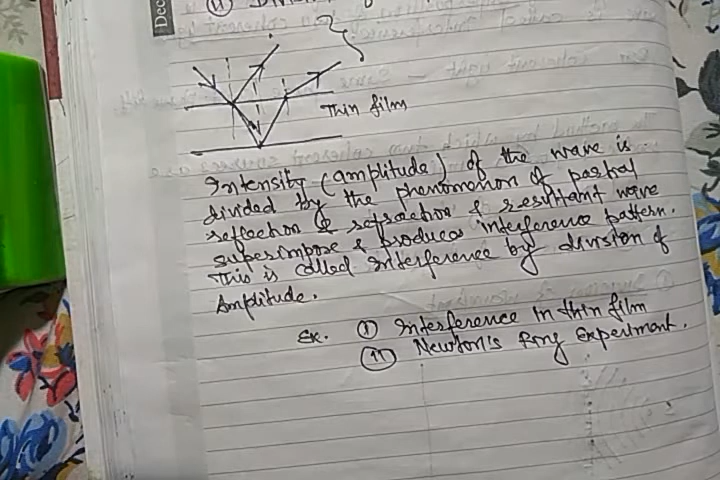 Dec
(ii)
Thin film
Intensity (amplitude) of the wave is
divided by the phenomenon of partial
reflection & refraction & resultant wave
superimpose & produces interference pattern.
This is called interference by division of
Amplitude.
Ex. (i) Interference in thin film
(ii) Newton's Ring Experiment.